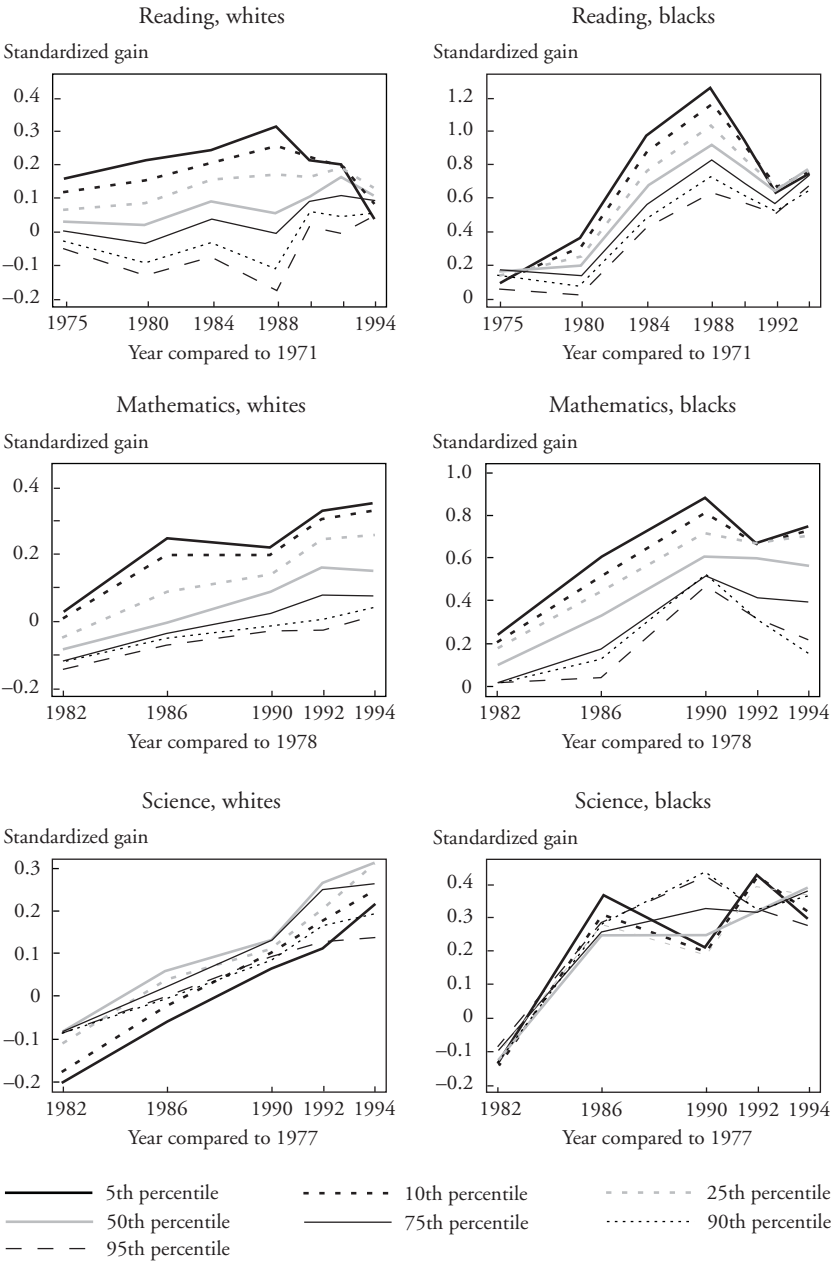 Reading, whites
Standardized gain
0.4
0.3
0.2
0.1
0
–0.1
–0.2
1975 1980 1984 1988 1994
Year compared to 1971
Reading, blacks
Standardized gain
1.2
1.0
0.8
0.6
0.4
0.2
0
1975 1980 1984 1988 1992
Year compared to 1971
Mathematics, whites
Standardized gain
0.4
0.2
0
–0.2
1982 1986 1990 1992 1994
Year compared to 1978
Mathematics, blacks
Standardized gain
1.0
0.8
0.6
0.4
0.2
0
1982 1986 1990 1992 1994
Year compared to 1978
Science, whites
Standardized gain
0.3
0.2
0.1
0
–0.1
–0.2
1982 1986 1990 1992 1994
Year compared to 1977
Science, blacks
Standardized gain
0.4
0.3
0.2
0.1
0
–0.1
–0.2
1982 1986 1990 1992 1994
Year compared to 1977
5th percentile 10th percentile 25th percentile
50th percentile 75th percentile 90th percentile
95th percentile